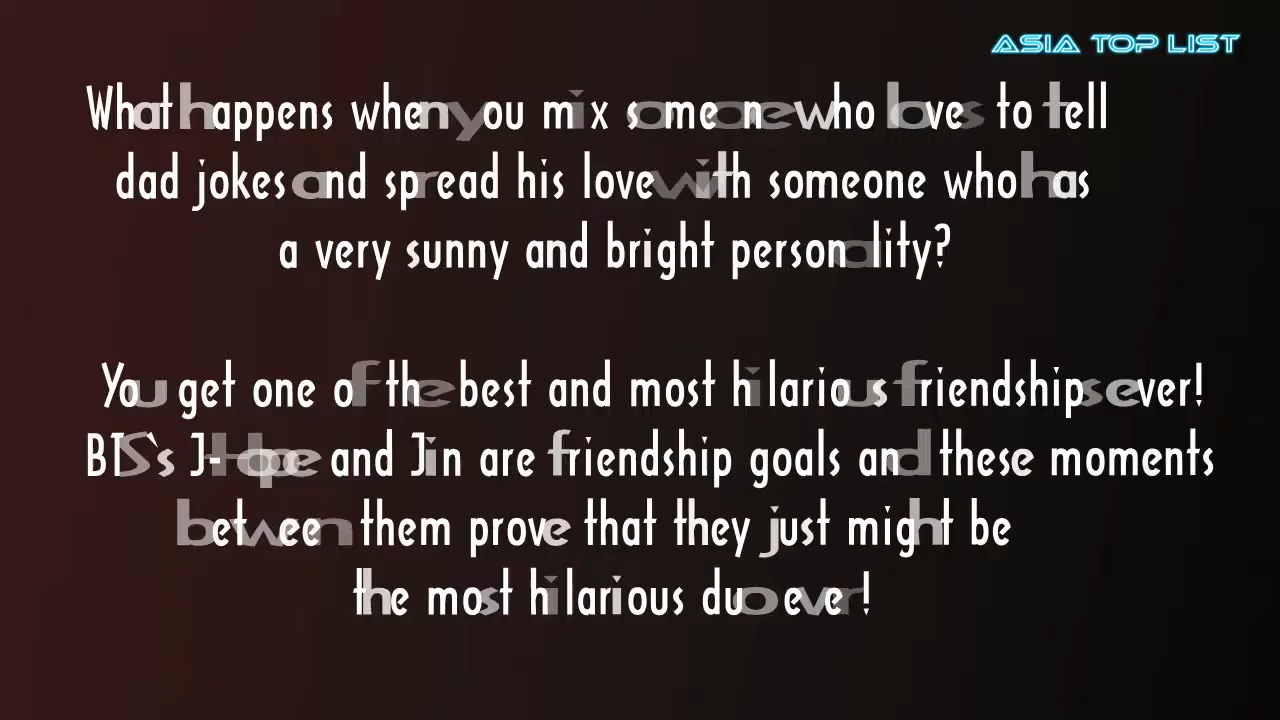 ASIA TOP LIST
What happens when you mix someone who loves to tell
dad jokes and spread his love with someone who has
a very sunny and bright personality?
You get one of the best and most hilarious friendships ever!
BTS`s J-Hope and Jin are friendship goals and these moments
between them prove that they just might be
the most hilarious duo ever!